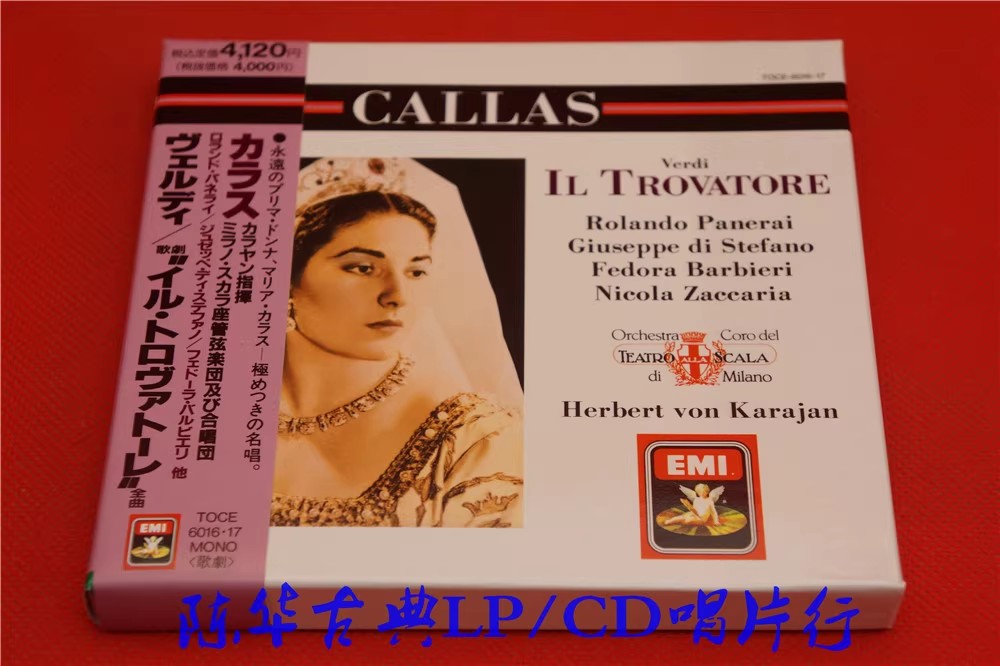 税込定価4,120円
(税抜価格 4,000円)
TOCE-6016·17
CALLAS
Verdi
IL TROVATORE
Rolando Panerai
Giuseppe di Stefano
Fedora Barbieri
Nicola Zaccaria
Orchestra Coro del
TEATRO ALLA SCALA
di Milano
Herbert von Karajan
EMI
●永遠のプリマ・ドンナ、マリア・カラス—極めつきの名唱。
カラス カラヤン指揮
ミラノ・スカラ座管弦楽団及び合唱団
ロランド・パネライ/ジュゼッペ・ディ・ステファノ/フェドーラ・バルビエリ 他
ヴェルディ/歌劇“イル・トロヴァトーレ”全曲
EMI
TOCE
6016·17
MONO
〈歌劇〉
陈华古典LP/CD唱片行